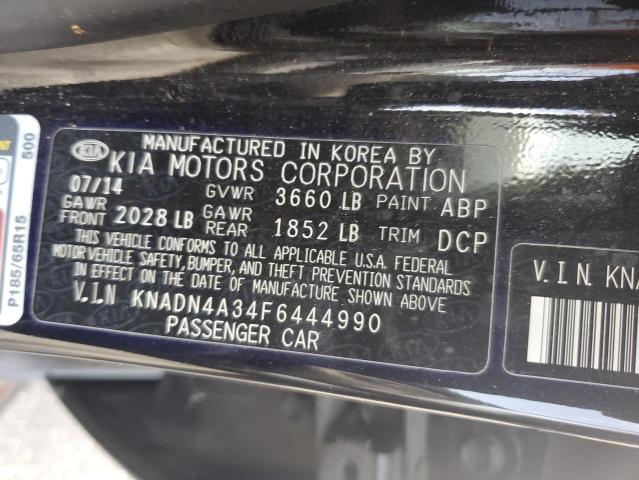 KIA
MANUFACTURED IN KOREA BY
KIA MOTORS CORPORATION
07/14 GVWR 3660 LB PAINT ABP
GAWR FRONT 2028 LB GAWR REAR 1852 LB TRIM DCP
THIS VEHICLE CONFORMS TO ALL APPLICABLE U.S.A. FEDERAL
MOTOR VEHICLE SAFETY, BUMPER, AND THEFT PREVENTION STANDARDS
IN EFFECT ON THE DATE OF MANUFACTURE SHOWN ABOVE.
V.I.N KNADN4A34F6444990
PASSENGER CAR
P185/65R15
500
V.I.N. KNA